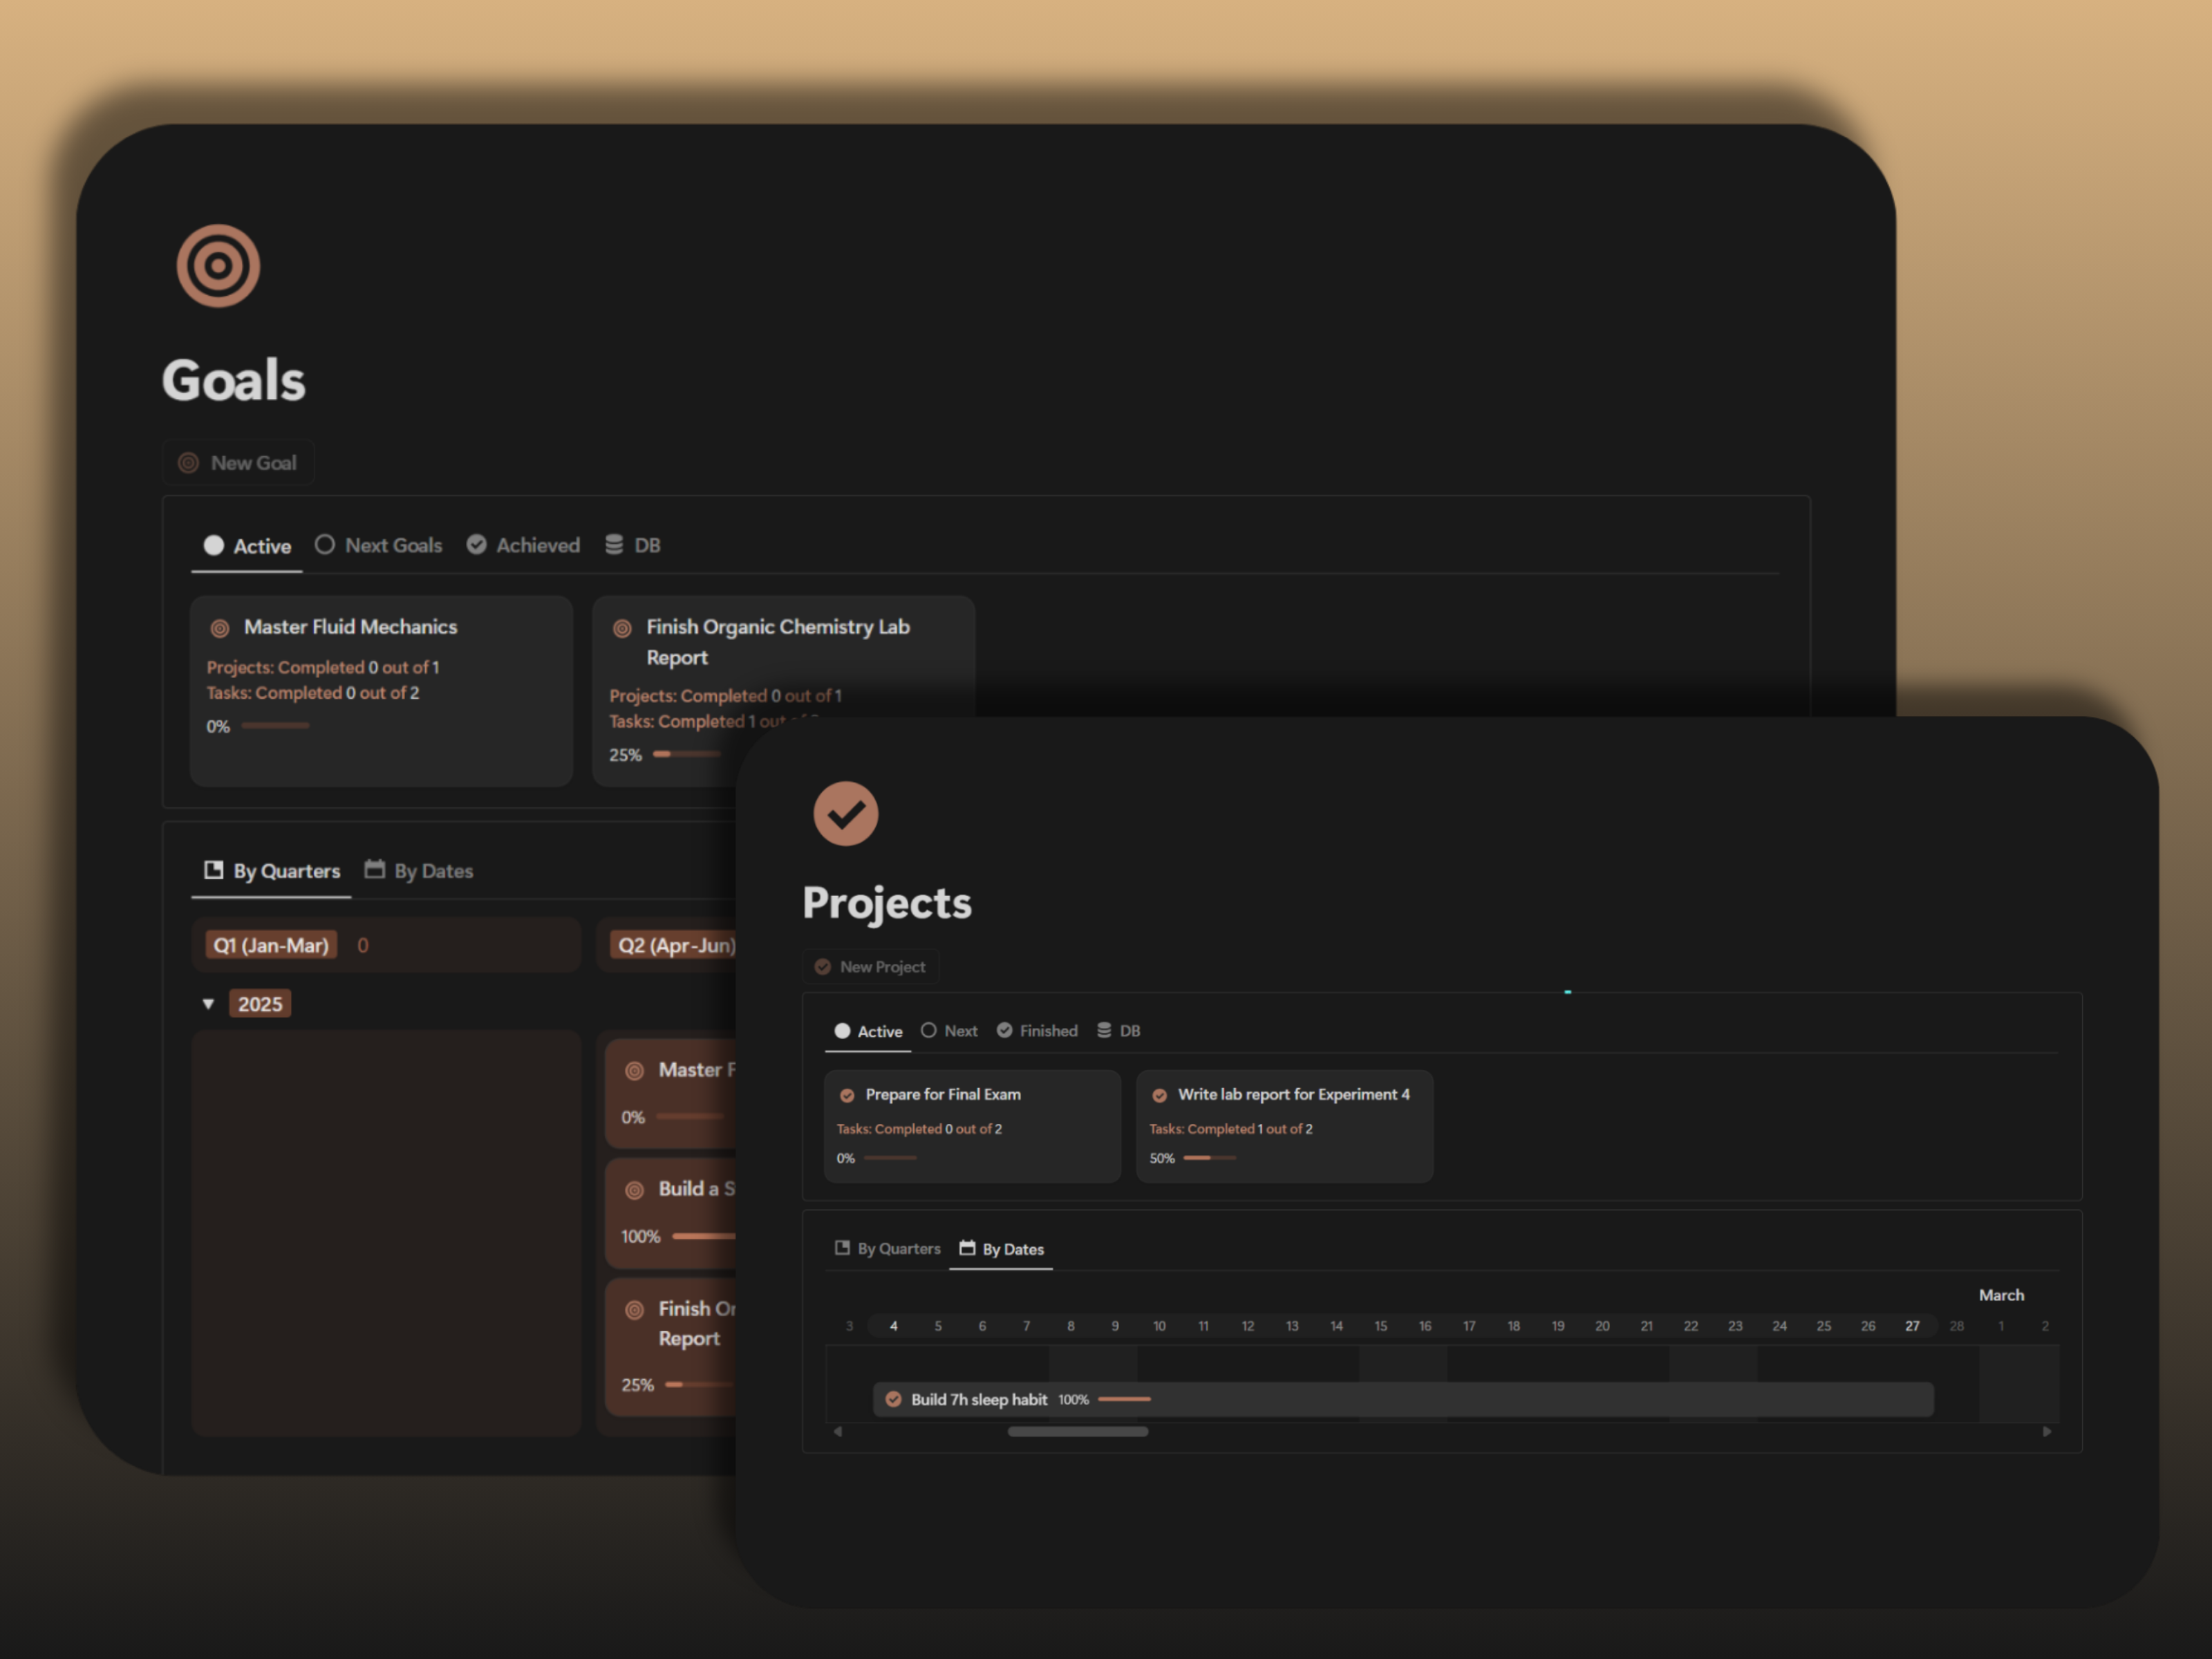 Goals
New Goal
Active Next Goals Achieved DB
Master Fluid Mechanics
Projects: Completed 0 out of 1
Tasks: Completed 0 out of 2
0%
Finish Organic Chemistry Lab
Report
Projects: Completed 0 out of 1
Tasks: Completed 1 out
25%
By Quarters By Dates
Q1 (Jan-Mar) 0
Q2 (Apr-Jun)
2025
Master
0%
Build a
100%
Finish
Report
25%
Projects
New Project
Active Next Finished DB
Prepare for Final Exam
Tasks: Completed 0 out of 2
0%
Write lab report for Experiment 4
Tasks: Completed 1 out of 2
50%
By Quarters By Dates
March
3 4 5 6 7 8 9 10 11 12 13 14 15 16 17 18 19 20 21 22 23 24 25 26 27 28 1 2
Build 7h sleep habit 100%